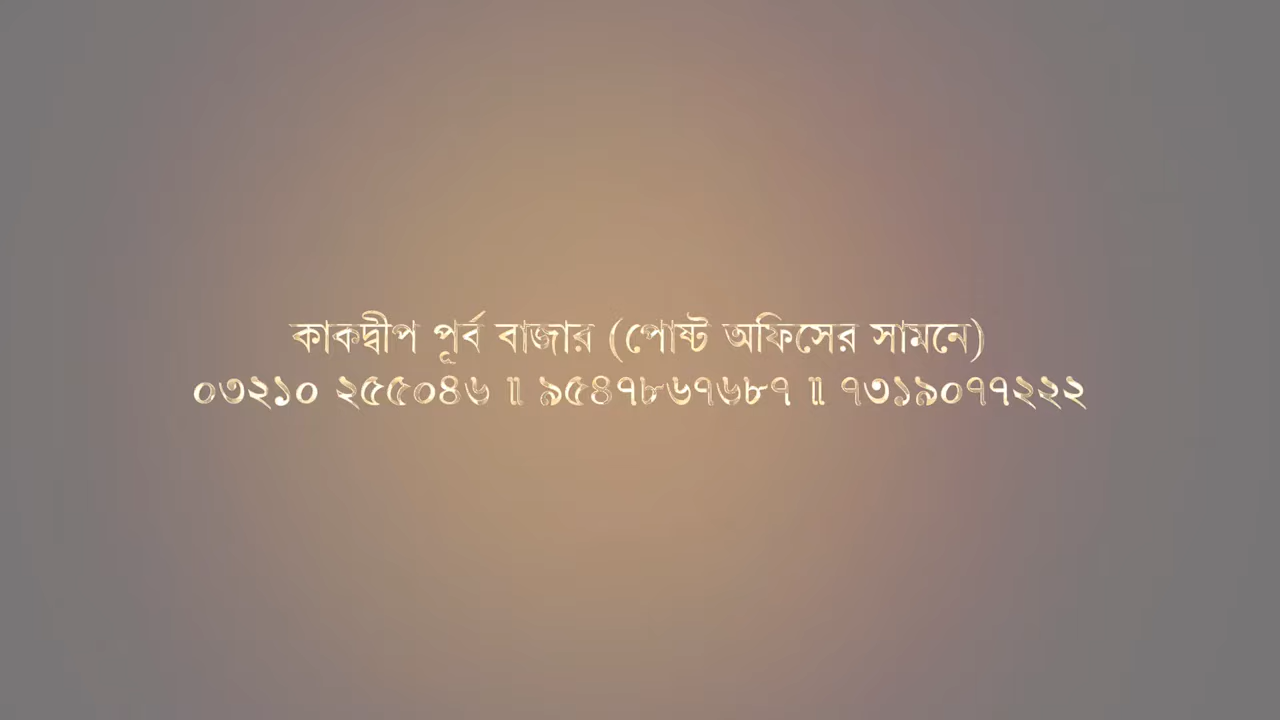 কাকদ্বীপ পূর্ব বাজার (পোষ্ট অফিসের সামনে)
০৩২১০ ২৫৫০৪৬ ॥ ৯৫৪৭৮৬৭৬৮৭ ॥ ৭৩১৯০৭৭২২২